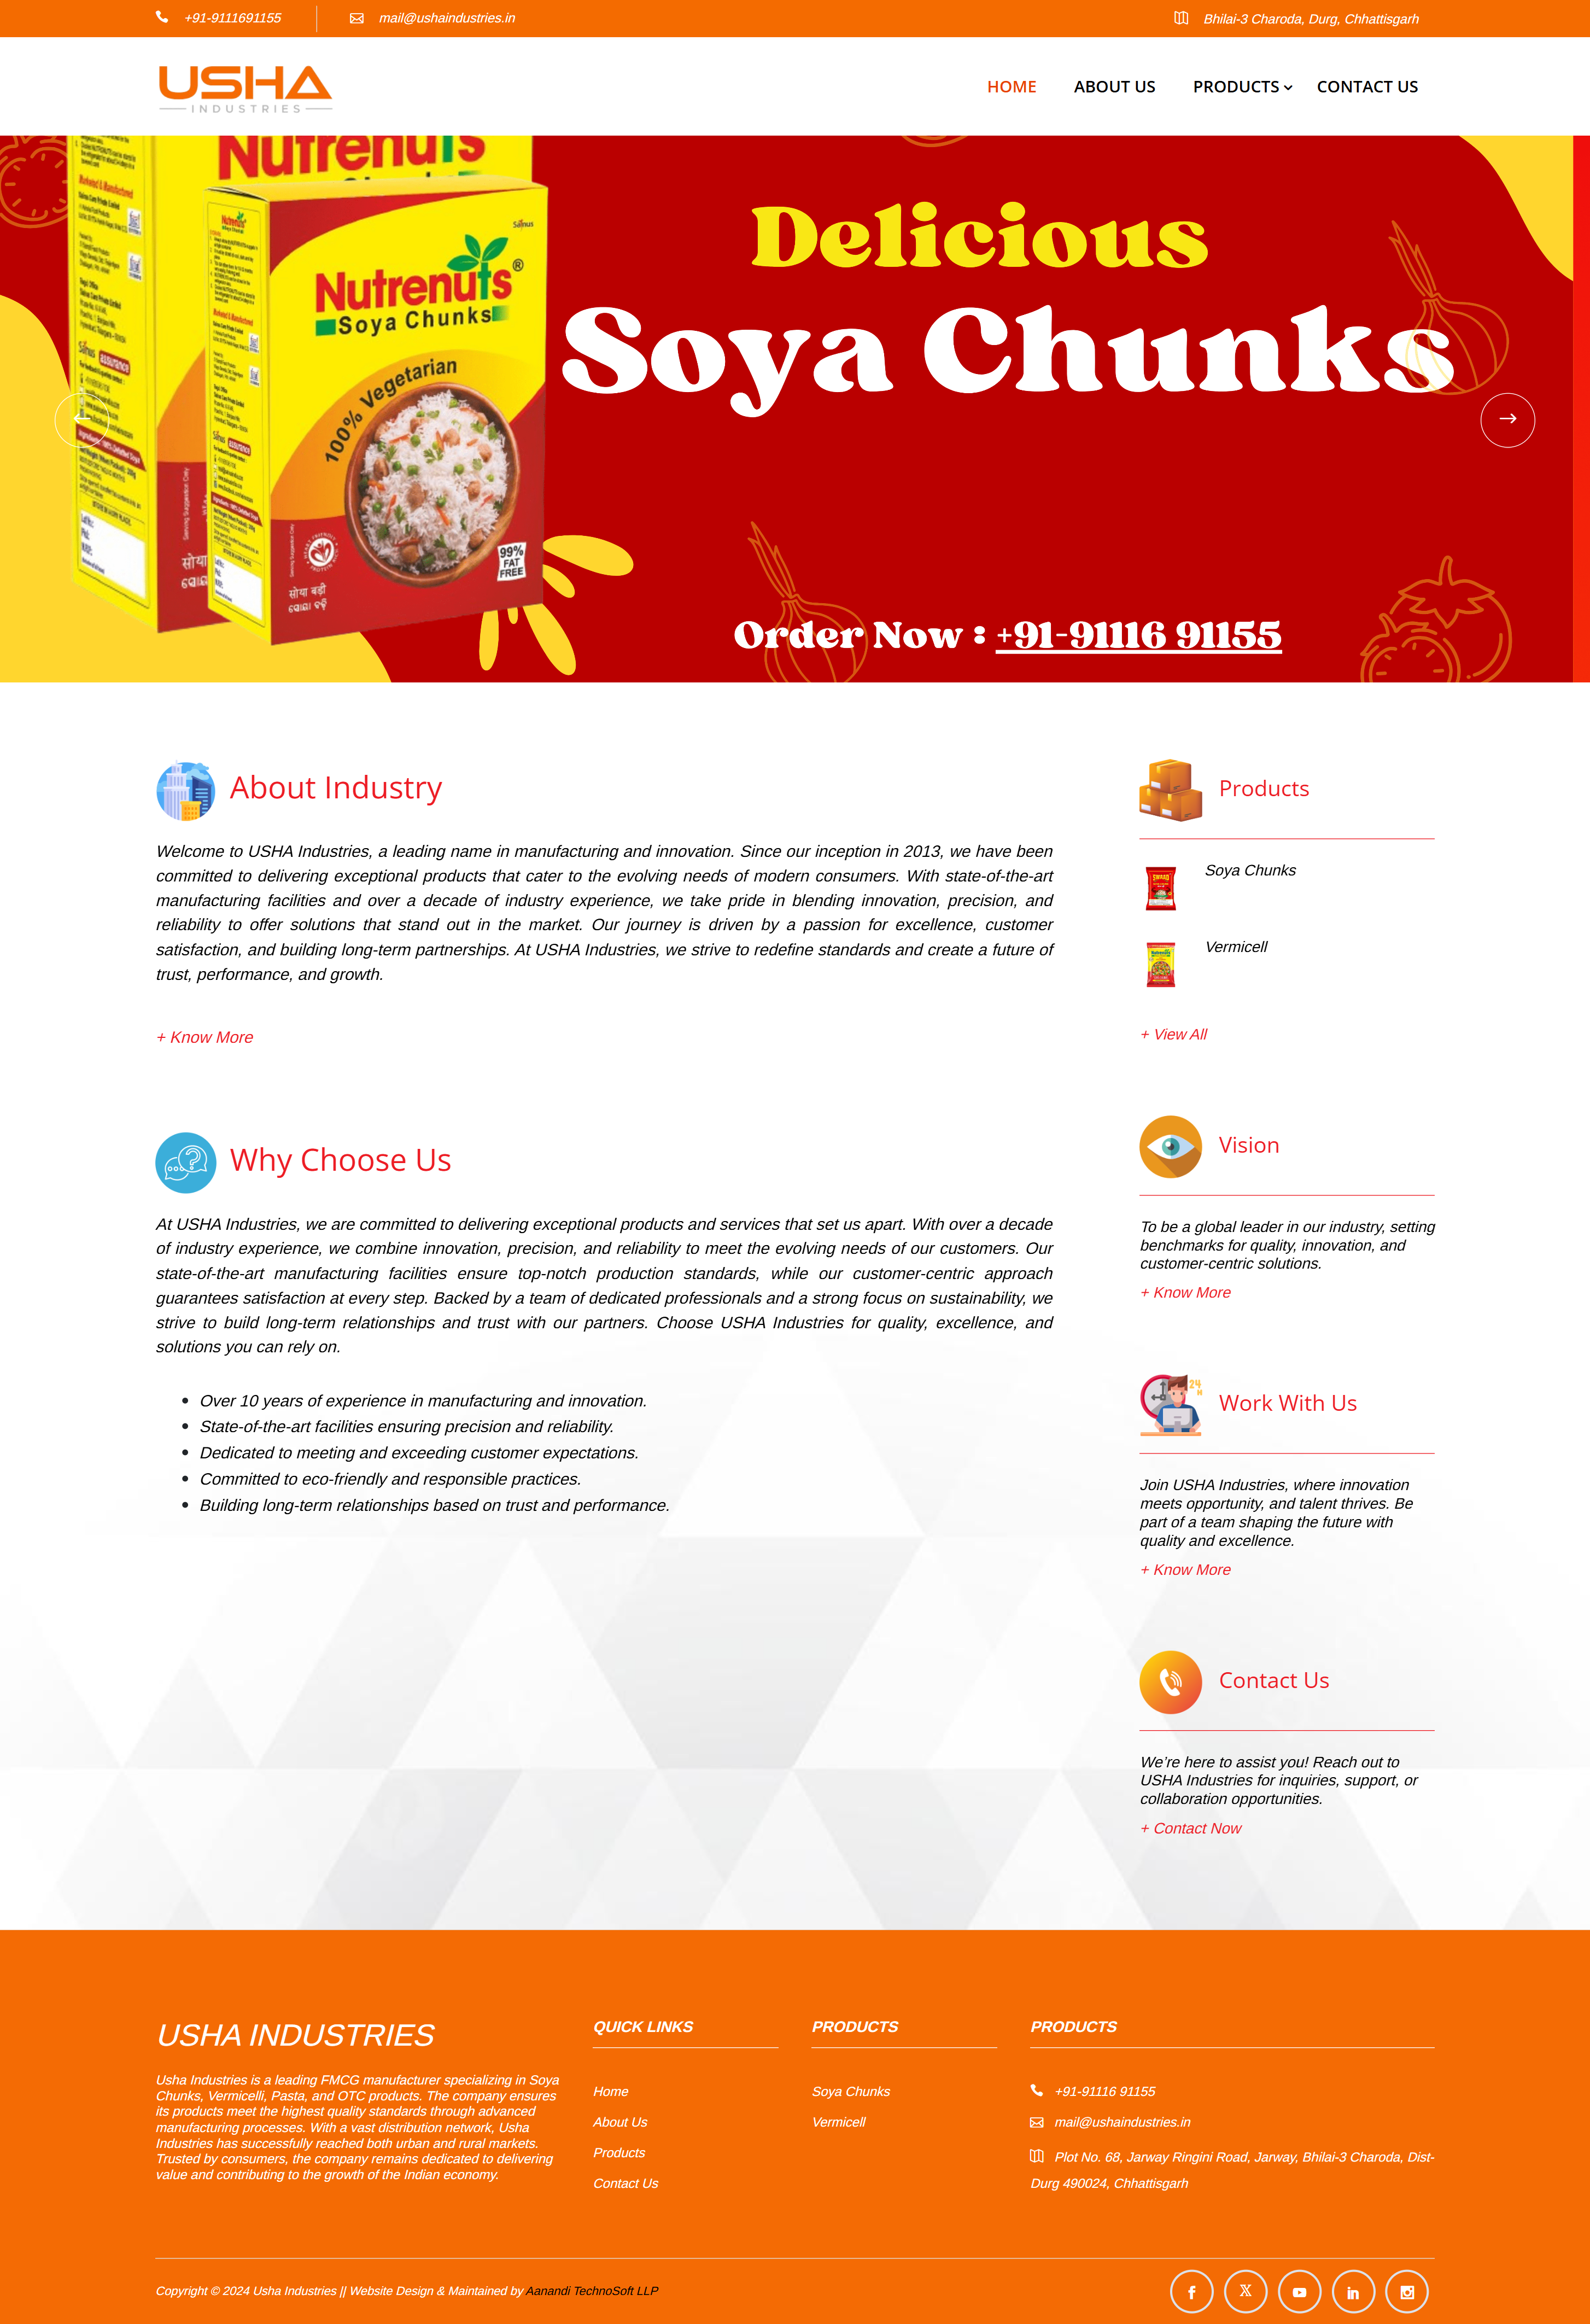 +91-9111691155
mail@ushaindustries.in
Bhilai-3 Charoda, Durg, Chhattisgarh
USHA
INDUSTRIES
HOME
ABOUT US
PRODUCTS
CONTACT US
Nutrenuts
Marketed & Manufactured
Nutrenuts®
Soya Chunks
100% Vegetarian
99%
FAT
FREE
सोया बड़ी
ସୋୟା ବଡ଼ି
Delicious
Soya Chunks
Order Now : +91-91116 91155
About Industry
Welcome to USHA Industries, a leading name in manufacturing and innovation. Since our inception in 2013, we have been
committed to delivering exceptional products that cater to the evolving needs of modern consumers. With state-of-the-art
manufacturing facilities and over a decade of industry experience, we take pride in blending innovation, precision, and
reliability to offer solutions that stand out in the market. Our journey is driven by a passion for excellence, customer
satisfaction, and building long-term partnerships. At USHA Industries, we strive to redefine standards and create a future of
trust, performance, and growth.
+ Know More
Why Choose Us
At USHA Industries, we are committed to delivering exceptional products and services that set us apart. With over a decade
of industry experience, we combine innovation, precision, and reliability to meet the evolving needs of our customers. Our
state-of-the-art manufacturing facilities ensure top-notch production standards, while our customer-centric approach
guarantees satisfaction at every step. Backed by a team of dedicated professionals and a strong focus on sustainability, we
strive to build long-term relationships and trust with our partners. Choose USHA Industries for quality, excellence, and
solutions you can rely on.
Over 10 years of experience in manufacturing and innovation.
State-of-the-art facilities ensuring precision and reliability.
Dedicated to meeting and exceeding customer expectations.
Committed to eco-friendly and responsible practices.
Building long-term relationships based on trust and performance.
Products
Soya Chunks
Vermicell
+ View All
Vision
To be a global leader in our industry, setting
benchmarks for quality, innovation, and
customer-centric solutions.
+ Know More
24
H
Work With Us
Join USHA Industries, where innovation
meets opportunity, and talent thrives. Be
part of a team shaping the future with
quality and excellence.
+ Know More
Contact Us
We’re here to assist you! Reach out to
USHA Industries for inquiries, support, or
collaboration opportunities.
+ Contact Now
USHA INDUSTRIES
Usha Industries is a leading FMCG manufacturer specializing in Soya
Chunks, Vermicelli, Pasta, and OTC products. The company ensures
its products meet the highest quality standards through advanced
manufacturing processes. With a vast distribution network, Usha
Industries has successfully reached both urban and rural markets.
Trusted by consumers, the company remains dedicated to delivering
value and contributing to the growth of the Indian economy.
QUICK LINKS
Home
About Us
Products
Contact Us
PRODUCTS
Soya Chunks
Vermicell
PRODUCTS
+91-91116 91155
mail@ushaindustries.in
Plot No. 68, Jarway Ringini Road, Jarway, Bhilai-3 Charoda, Dist-
Durg 490024, Chhattisgarh
Copyright © 2024 Usha Industries || Website Design & Maintained by Aanandi TechnoSoft LLP